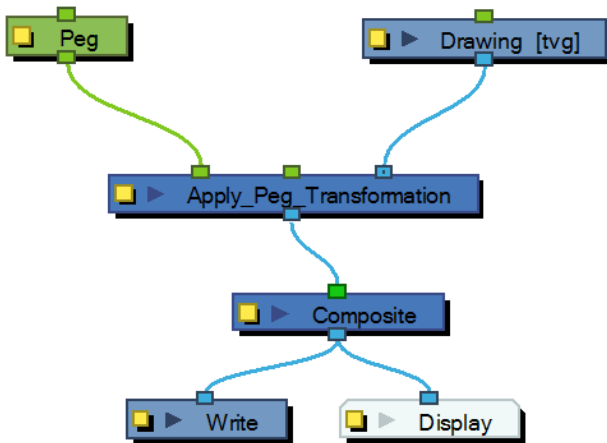 Peg
Drawing [tvg]
Apply_Peg_Transformation
Composite
Write
Display